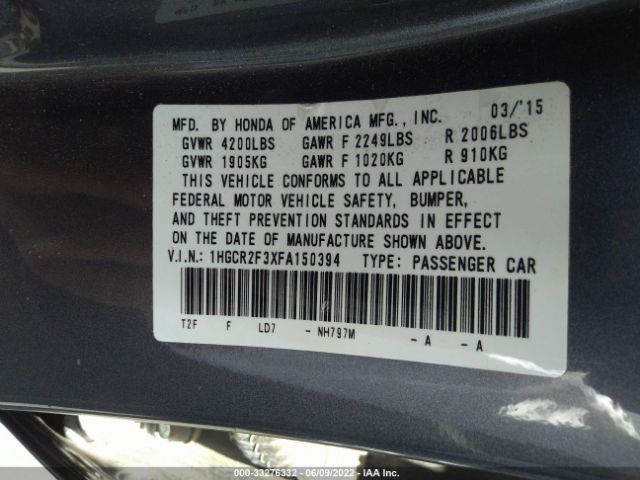 MFD. BY HONDA OF AMERICA MFG., INC. 03/'15
GVWR 4200LBS GAWR F 2249LBS R 2006LBS
GVWR 1905KG GAWR F 1020KG R 910KG
THIS VEHICLE CONFORMS TO ALL APPLICABLE
FEDERAL MOTOR VEHICLE SAFETY, BUMPER,
AND THEFT PREVENTION STANDARDS IN EFFECT
ON THE DATE OF MANUFACTURE SHOWN ABOVE.
V.I.N.: 1HGCR2F3XFA150394 TYPE: PASSENGER CAR
T2F F LD7 - NH797M - A - A
000-33276332 - 06/09/2022 - IAA Inc.